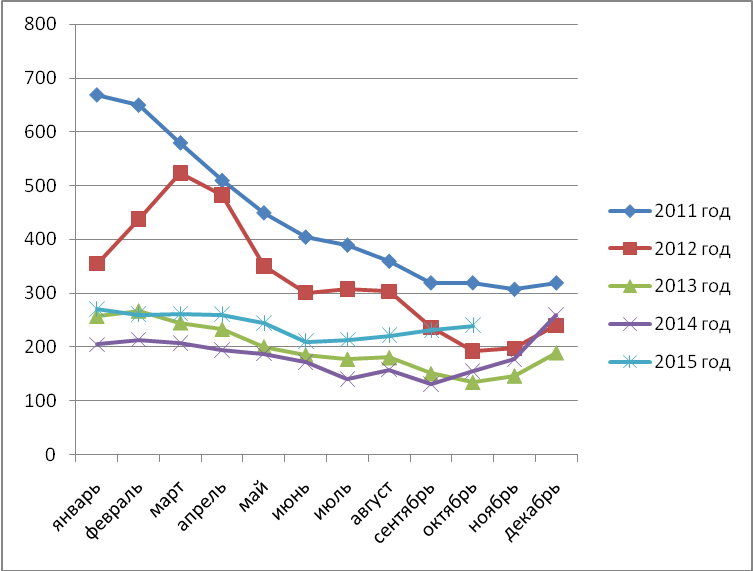 800
700
600
500
400
300
200
100
0
январь
февраль
март
апрель
май
июнь
июль
август
сентябрь
октябрь
ноябрь
декабрь
2011 год
2012 год
2013 год
2014 год
2015 год